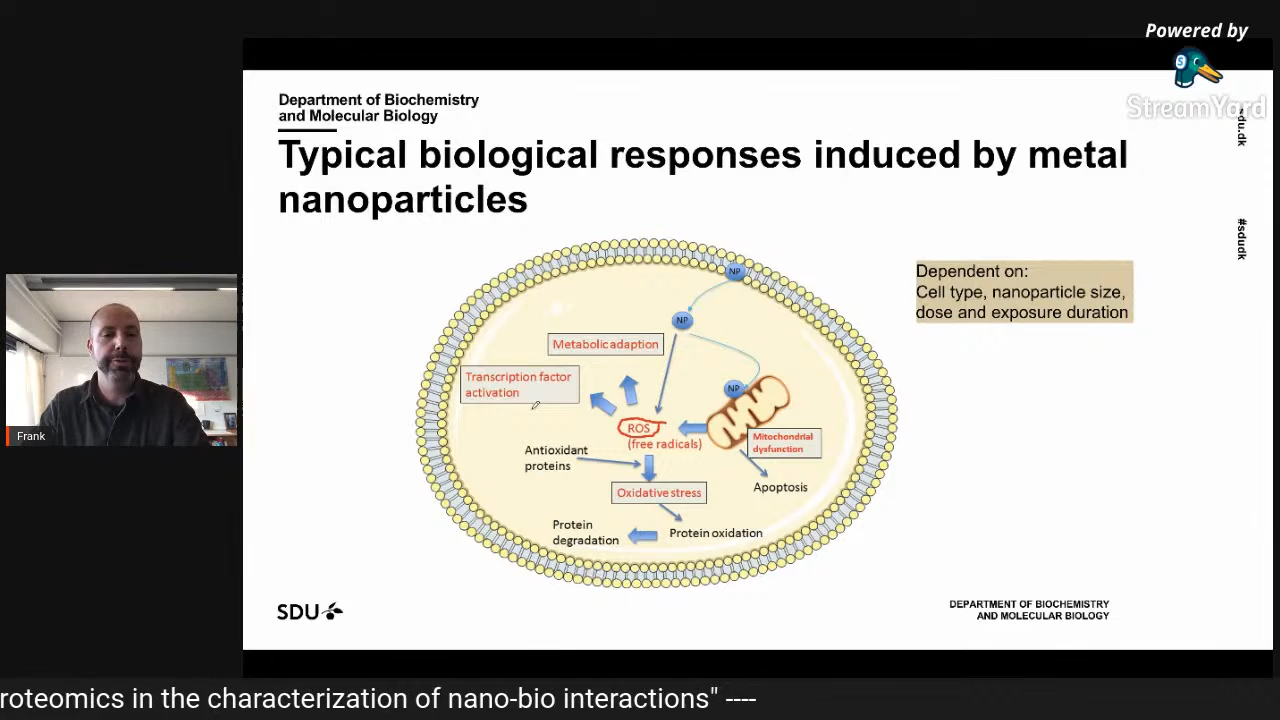 Powered by
StreamYard
Department of Biochemistry
and Molecular Biology
sdu.dk
#sdudk
Typical biological responses induced by metal
nanoparticles
NP
NP
NP
Dependent on:
Cell type, nanoparticle size,
dose and exposure duration
Metabolic adaption
Transcription factor
activation
ROS
(free radicals)
Mitochondrial
dysfunction
Antioxidant
proteins
Apoptosis
Oxidative stress
Protein
degradation
Protein oxidation
Frank
SDU
DEPARTMENT OF BIOCHEMISTRY
AND MOLECULAR BIOLOGY
roteomics in the characterization of nano-bio interactions" ----